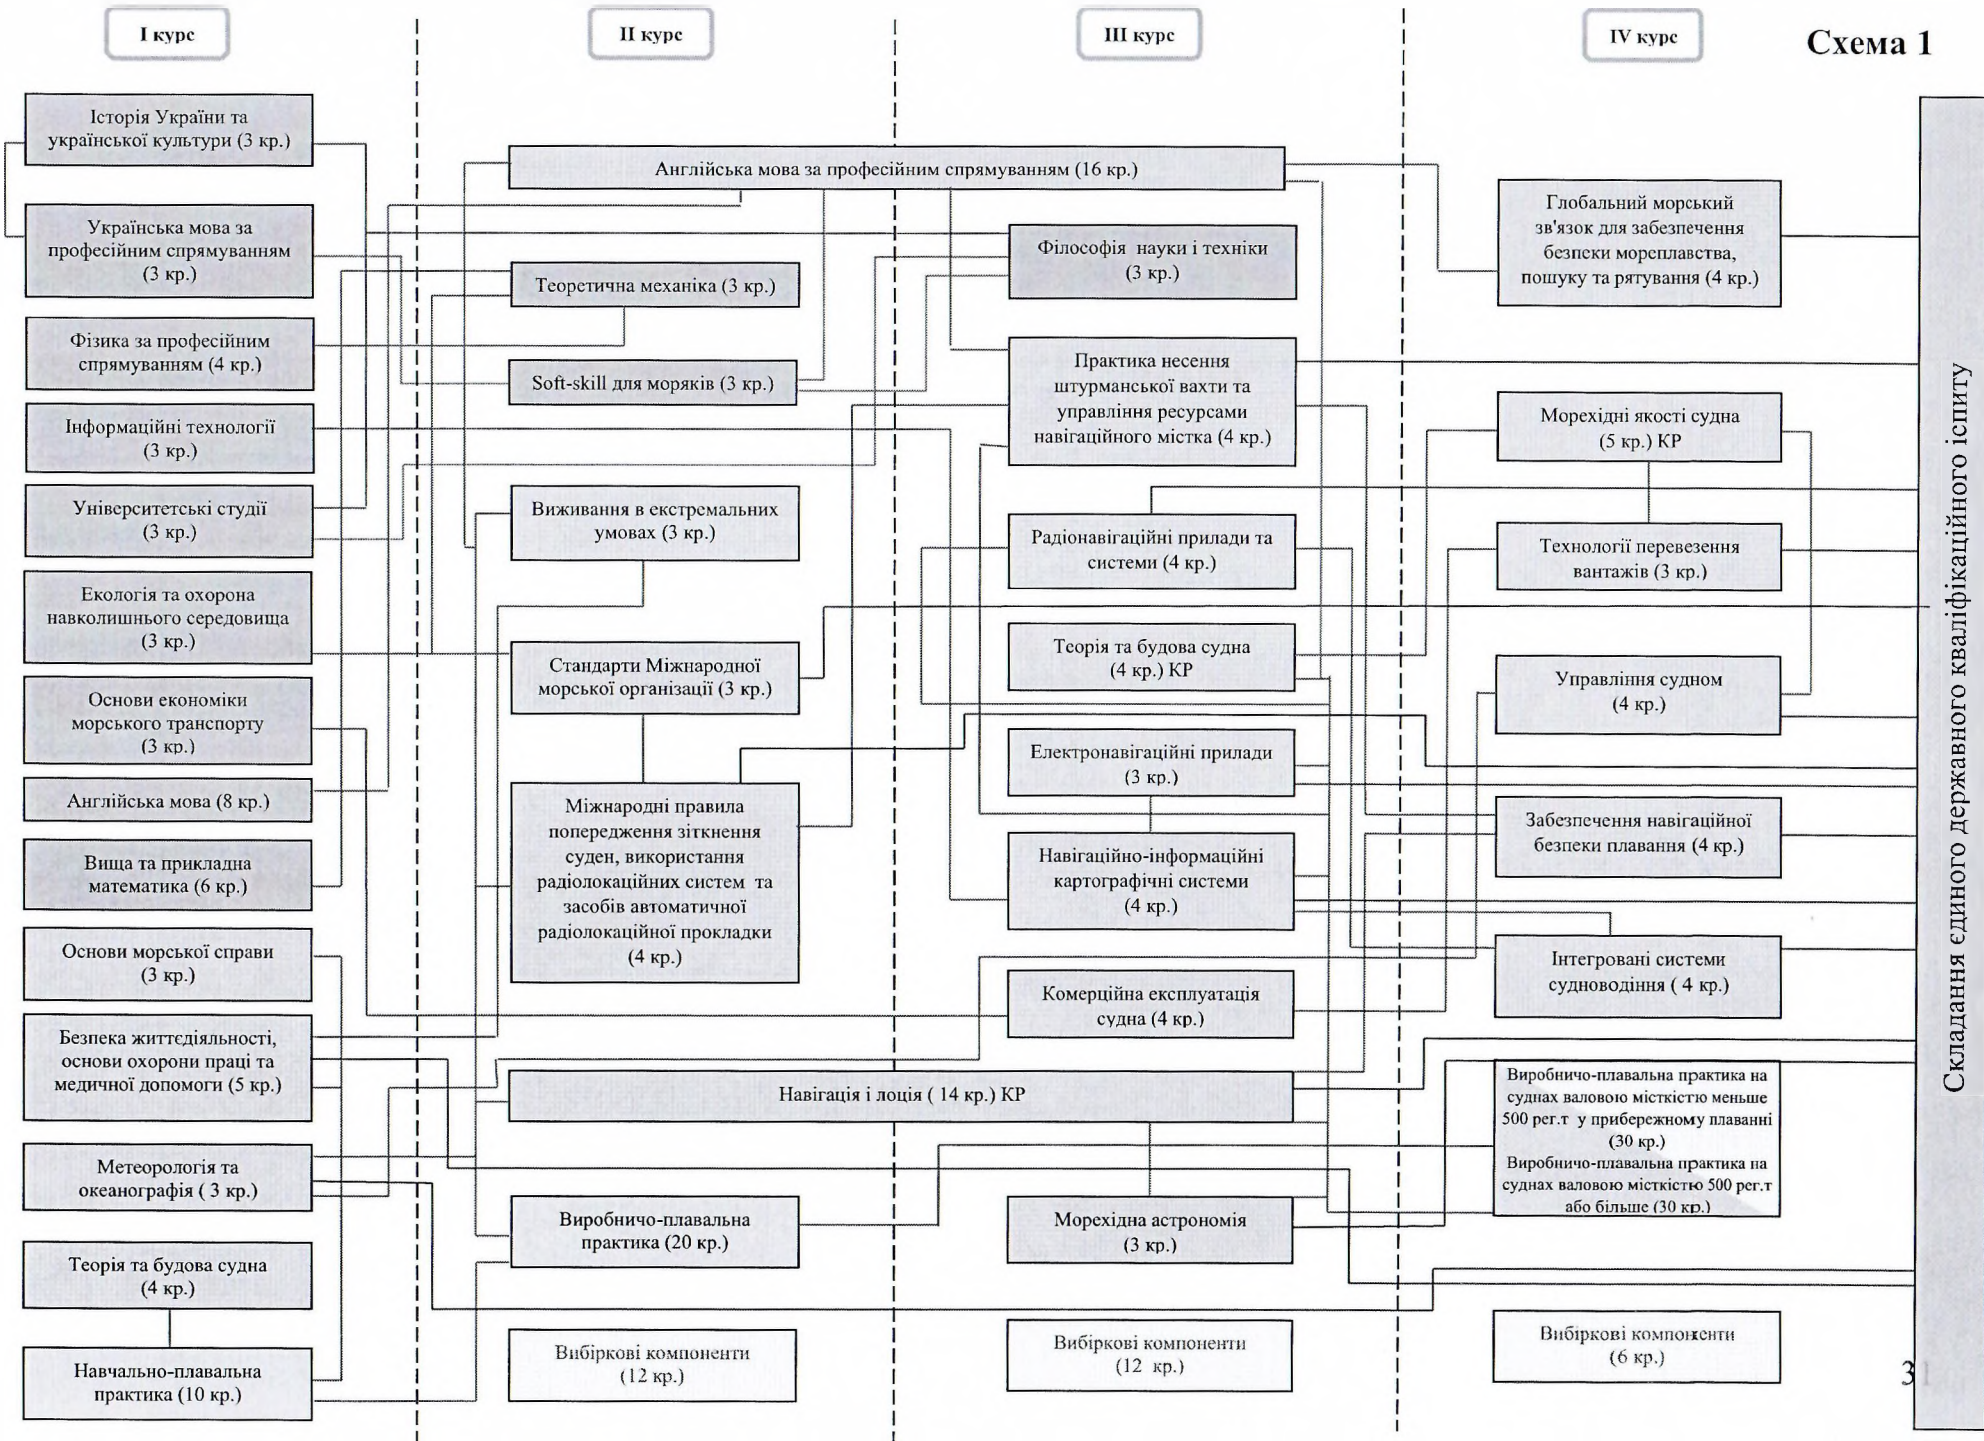 I курс
II курс
III курс
IV курс
Схема 1
Історія України та
української культури (3 кр.)
Українська мова за
професійним спрямуванням
(3 кр.)
Фізика за професійним
спрямуванням (4 кр.)
Інформаційні технології
(3 кр.)
Університетські студії
(3 кр.)
Екологія та охорона
навколишнього середовища
(3 кр.)
Основи економіки
морського транспорту
(3 кр.)
Англійська мова (8 кр.)
Вища та прикладна
математика (6 кр.)
Основи морської справи
(3 кр.)
Безпека життєдіяльності,
основи охорони праці та
медичної допомоги (5 кр.)
Метеорологія та
океанографія ( 3 кр.)
Теорія та будова судна
(4 кр.)
Навчально-плавальна
практика (10 кр.)
Англійська мова за професійним спрямуванням (16 кр.)
Теоретична механіка (3 кр.)
Soft-skill для моряків (3 кр.)
Виживання в екстремальних
умовах (3 кр.)
Стандарти Міжнародної
морської організації (3 кр.)
Міжнародні правила
попередження зіткнення
суден, використання
радіолокаційних систем та
засобів автоматичної
радіолокаційної прокладки
(4 кр.)
Навігація і лоція ( 14 кр.) КР
Виробничо-плавальна
практика (20 кр.)
Вибіркові компоненти
(12 кр.)
Філософія науки і техніки
(3 кр.)
Практика несення
штурманської вахти та
управління ресурсами
навігаційного містка (4 кр.)
Радіонавігаційні прилади та
системи (4 кр.)
Теорія та будова судна
(4 кр.) КР
Електронавігаційні прилади
(3 кр.)
Навігаційно-інформаційні
картографічні системи
(4 кр.)
Комерційна експлуатація
судна (4 кр.)
Морехідна астрономія
(3 кр.)
Вибіркові компоненти
(12 кр.)
Глобальний морський
зв'язок для забезпечення
безпеки мореплавства,
пошуку та рятування (4 кр.)
Морехідні якості судна
(5 кр.) КР
Технології перевезення
вантажів (3 кр.)
Управління судном
(4 кр.)
Забезпечення навігаційної
безпеки плавання (4 кр.)
Інтегровані системи
судноводіння ( 4 кр.)
Виробничо-плавальна практика на
суднах валовою місткістю меньше
500 рег.т у прибережному плаванні
(30 кр.)
Виробничо-плавальна практика на
суднах валовою місткістю 500 рег.т
або більше (30 кр.)
Вибіркові компоненти
(6 кр.)
Складання єдиного державного кваліфікаційного іспиту
31